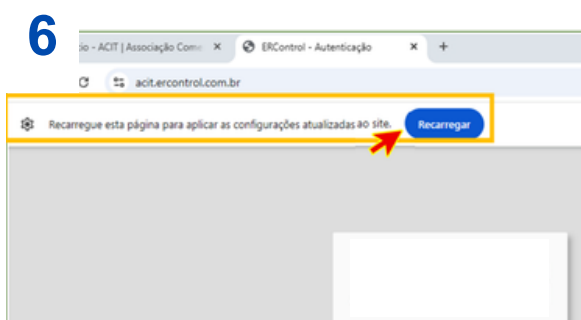 6
io - ACIT | Associação Come
ERControl - Autenticação
acit.ercontrol.com.br
Recarregue esta página para aplicar as configurações atualizadas ao site.
Recarregar